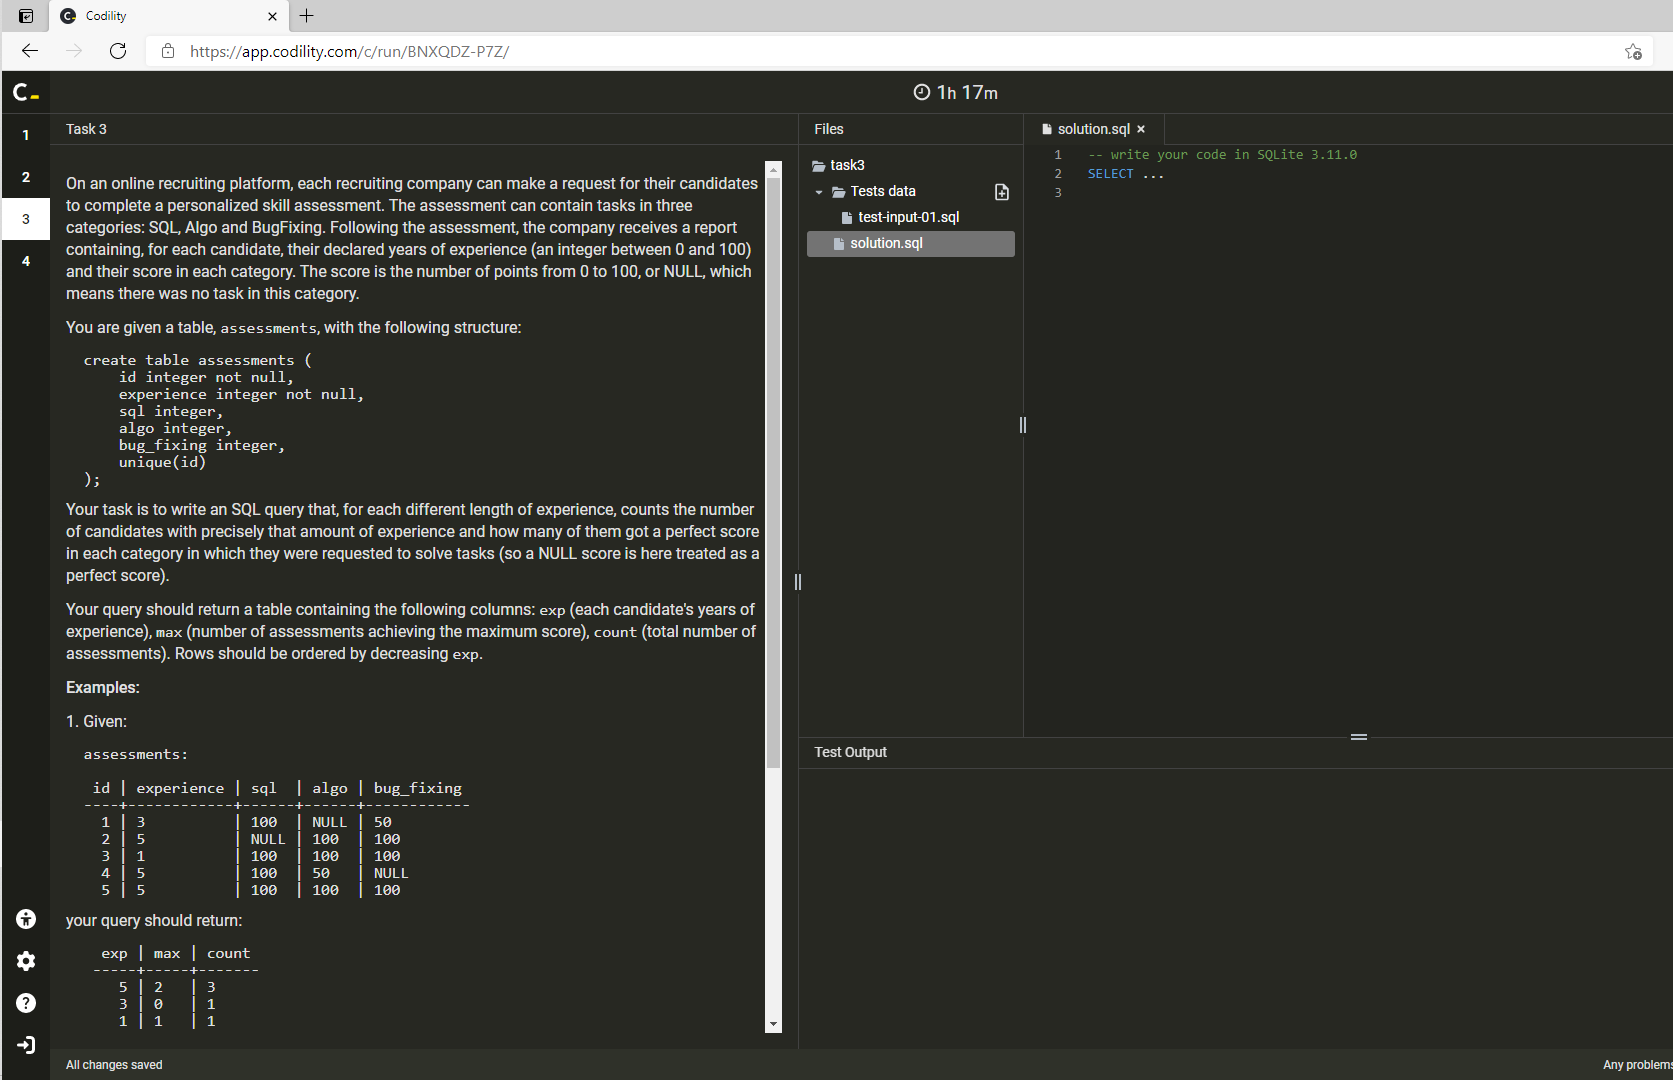 Codility
https://app.codility.com/c/run/BNXQDZ-P7Z/
C
1h 17m
1
2
3
4
Task 3
On an online recruiting platform, each recruiting company can make a request for their candidates
to complete a personalized skill assessment. The assessment can contain tasks in three
categories: SQL, Algo and BugFixing. Following the assessment, the company receives a report
containing, for each candidate, their declared years of experience (an integer between 0 and 100)
and their score in each category. The score is the number of points from 0 to 100, or NULL, which
means there was no task in this category.
You are given a table, assessments, with the following structure:
create table assessments (
id integer not null,
experience integer not null,
sql integer,
algo integer,
bug_fixing integer,
unique(id)
);
Your task is to write an SQL query that, for each different length of experience, counts the number
of candidates with precisely that amount of experience and how many of them got a perfect score
in each category in which they were requested to solve tasks (so a NULL score is here treated as a
perfect score).
Your query should return a table containing the following columns: exp (each candidate's years of
experience), max (number of assessments achieving the maximum score), count (total number of
assessments). Rows should be ordered by decreasing exp.
Examples:
1. Given:
assessments:
id | experience | sql | algo | bug_fixing
----+------------+------+------+------------
1 | 3 | 100 | NULL | 50
2 | 5 | NULL | 100 | 100
3 | 1 | 100 | 100 | 100
4 | 5 | 100 | 50 | NULL
5 | 5 | 100 | 100 | 100
your query should return:
exp | max | count
-----+-----+-------
5 | 2 | 3
3 | 0 | 1
1 | 1 | 1
All changes saved
Files
task3
Tests data
test-input-01.sql
solution.sql
solution.sql ×
1 -- write your code in SQLite 3.11.0
2 SELECT ...
3
Test Output
Any problems